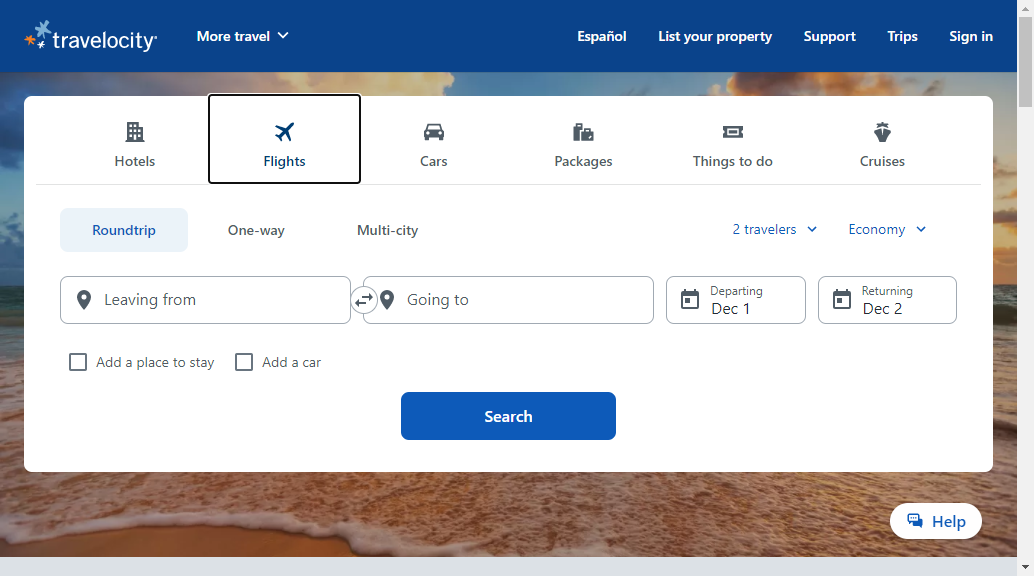 travelocity
More travel
Español
List your property
Support
Trips
Sign in
Hotels
Flights
Cars
Packages
Things to do
Cruises
Roundtrip
One-way
Multi-city
2 travelers
Economy
Leaving from
Going to
Departing
Dec 1
Returning
Dec 2
Add a place to stay
Add a car
Search
Help